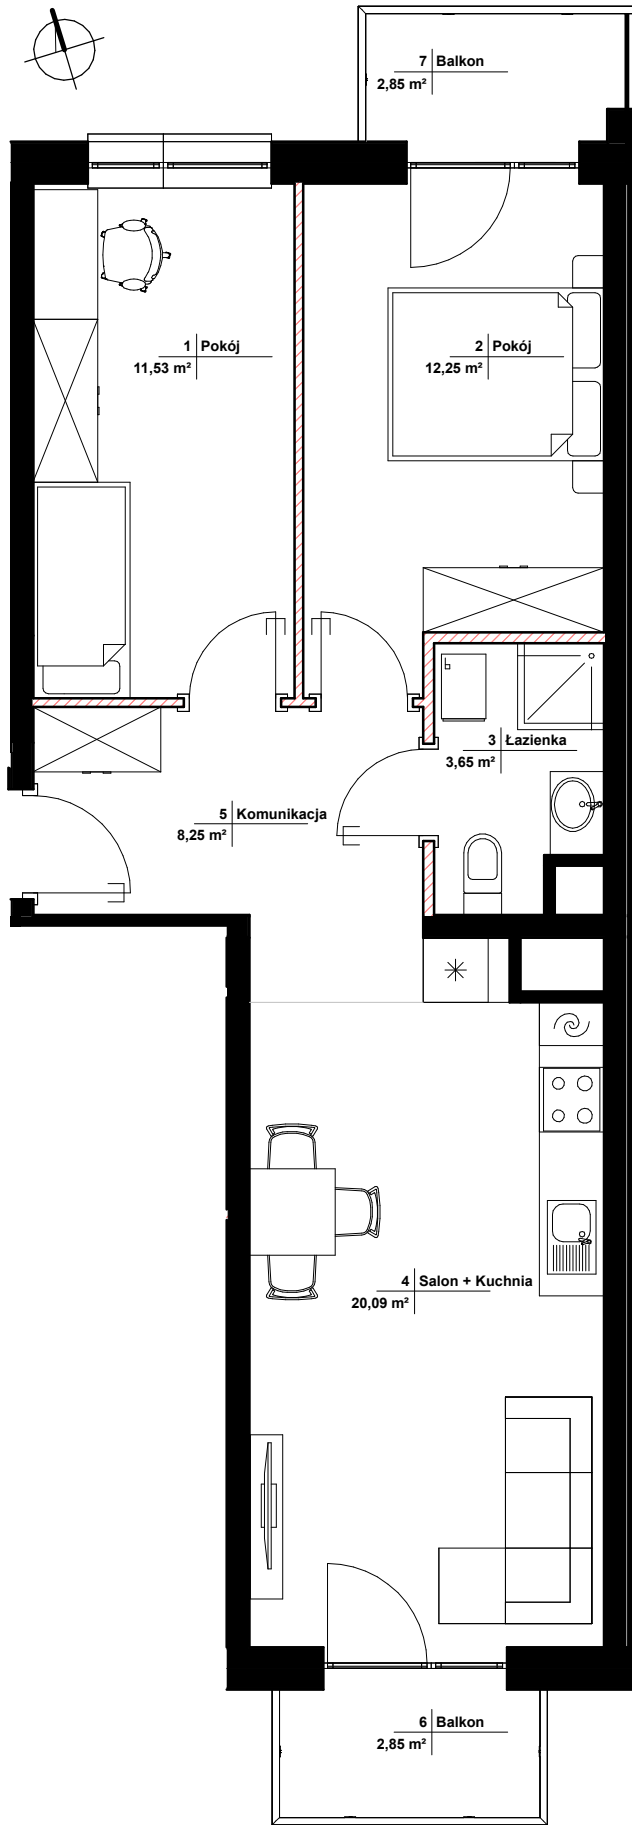 7 Balkon
2,85 m²
1 Pokój
11,53 m²
2 Pokój
12,25 m²
3 Łazienka
3,65 m²
5 Komunikacja
8,25 m²
4 Salon + Kuchnia
20,09 m²
6 Balkon
2,85 m²